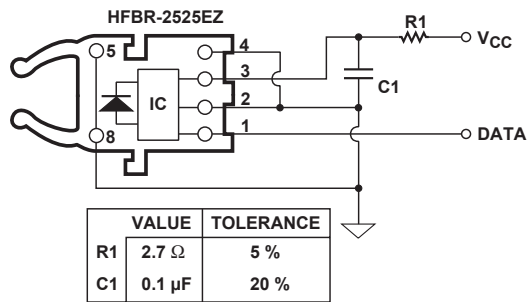 HFBR-2525EZ
5
8
IC
4
3
2
1
R1
VCC
C1
DATA
VALUE TOLERANCE
R1 2.7 Ω 5 %
C1 0.1 µF 20 %